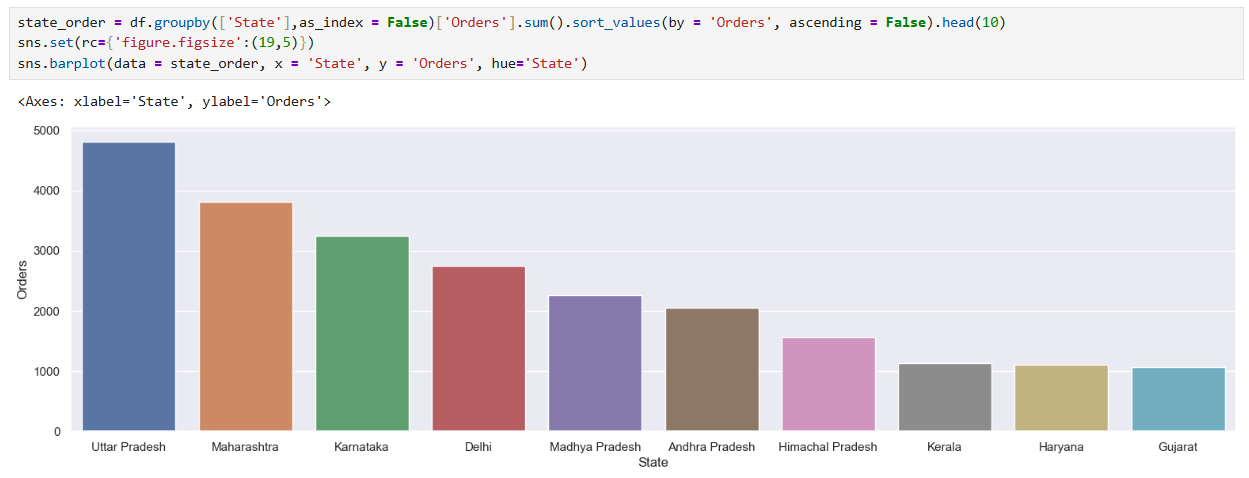 state_order = df.groupby(['State'],as_index = False)['Orders'].sum().sort_values(by = 'Orders', ascending = False).head(10)
sns.set(rc={'figure.figsize':(19,5)})
sns.barplot(data = state_order, x = 'State', y = 'Orders', hue='State')
<Axes: xlabel='State', ylabel='Orders'>
5000
4000
3000
2000
1000
0
Orders
Uttar Pradesh Maharashtra Karnataka Delhi Madhya Pradesh Andhra Pradesh Himachal Pradesh Kerala Haryana Gujarat
State